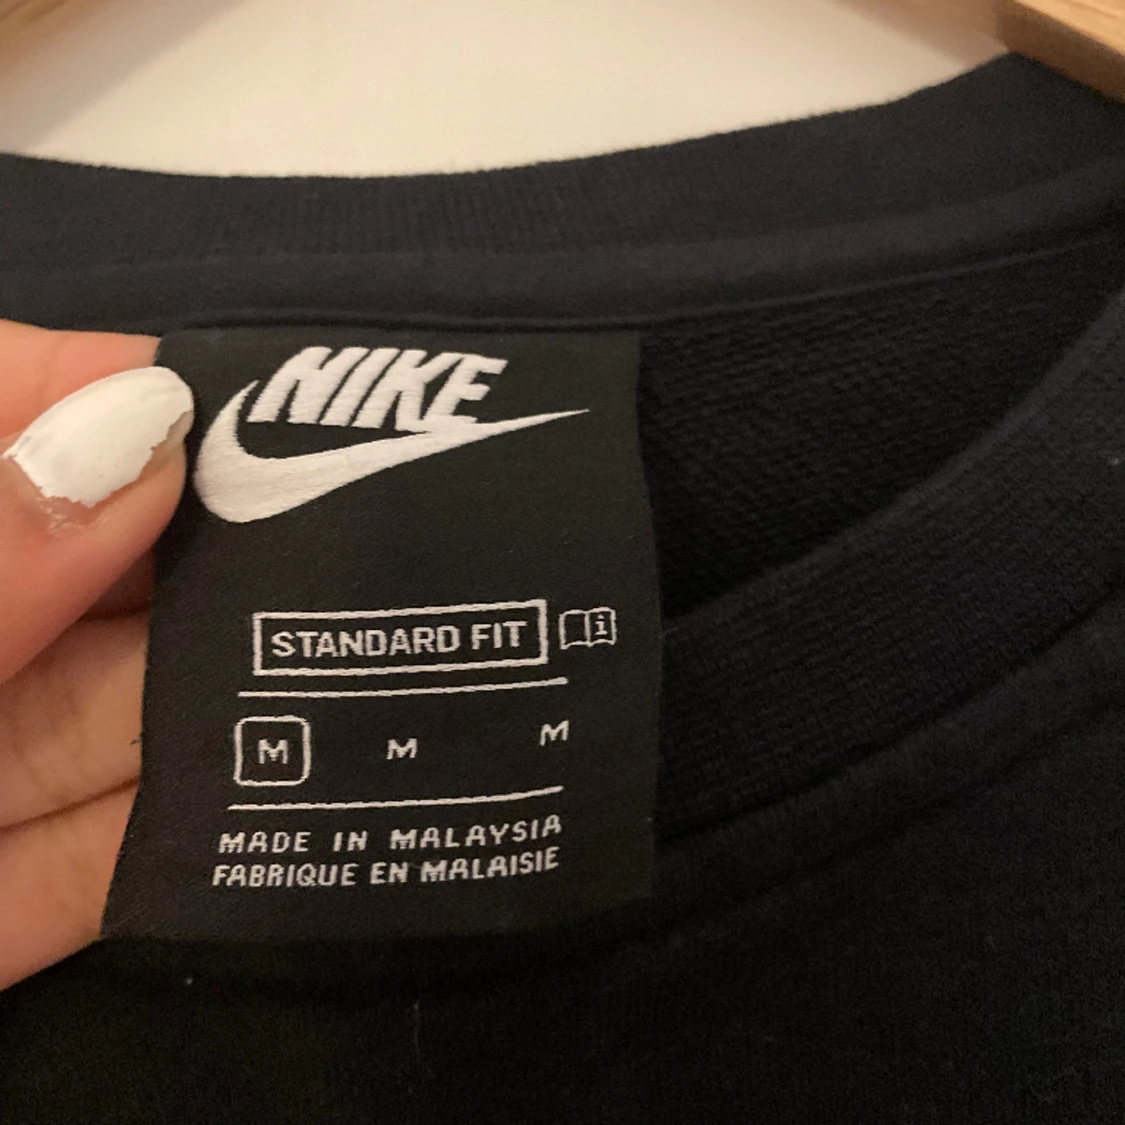 NIKE
STANDARD FIT i
M M M
MADE IN MALAYSIA
FABRIQUE EN MALAISIE